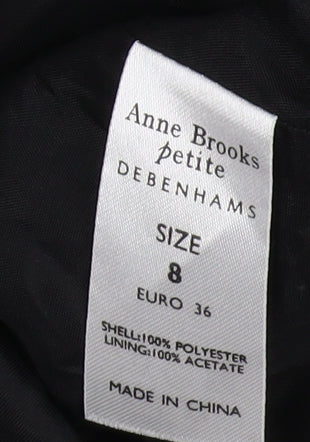 Anne Brooks
petite
DEBENHAMS
SIZE
8
EURO 36
SHELL:100% POLYESTER
LINING:100% ACETATE
MADE IN CHINA